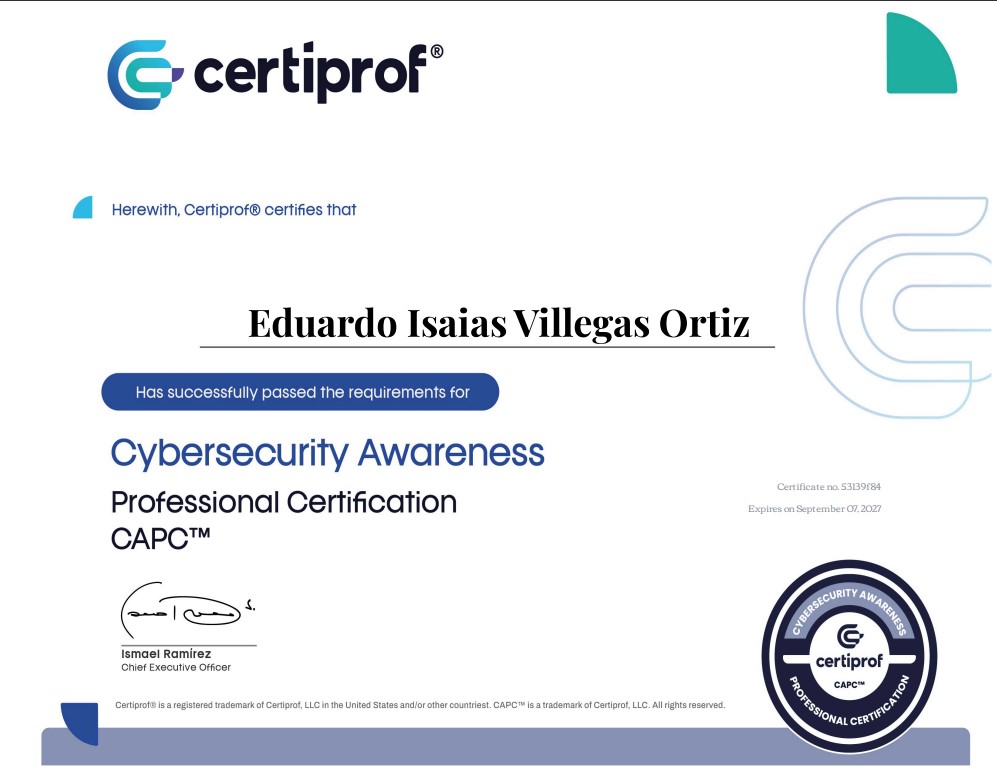 certiprof®
Herewith, Certiprof® certifies that
Eduardo Isaias Villegas Ortiz
Has successfully passed the requirements for
Cybersecurity Awareness
Professional Certification
CAPC™
Certificate no. 53139f84
Expires on September 07, 2027
Ismael Ramírez
Chief Executive Officer
CYBERSECURITY AWARENESS
certiprof
CAPC™
PROFESSIONAL CERTIFICATION
Certiprof® is a registered trademark of Certiprof, LLC in the United States and/or other countriest. CAPC™ is a trademark of Certiprof, LLC. All rights reserved.